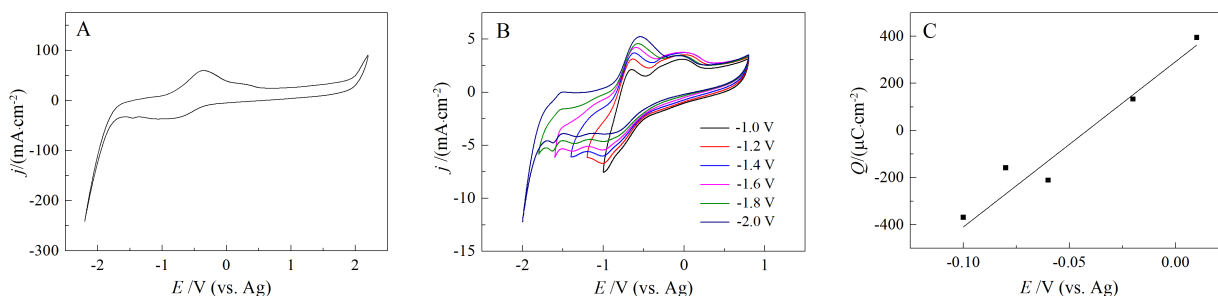 A
j/(mA·cm-2)
100
0
-100
-200
-300
-2
-1
0
1
2
E /V (vs. Ag)
B
j /(mA·cm-2)
5
0
-5
-10
-15
-1.0 V
-1.2 V
-1.4 V
-1.6 V
-1.8 V
-2.0 V
-2
-1
0
1
E /V (vs. Ag)
C
Q/(μC·cm-2)
400
200
0
-200
-400
-0.10
-0.05
0.00
E /V (vs. Ag)